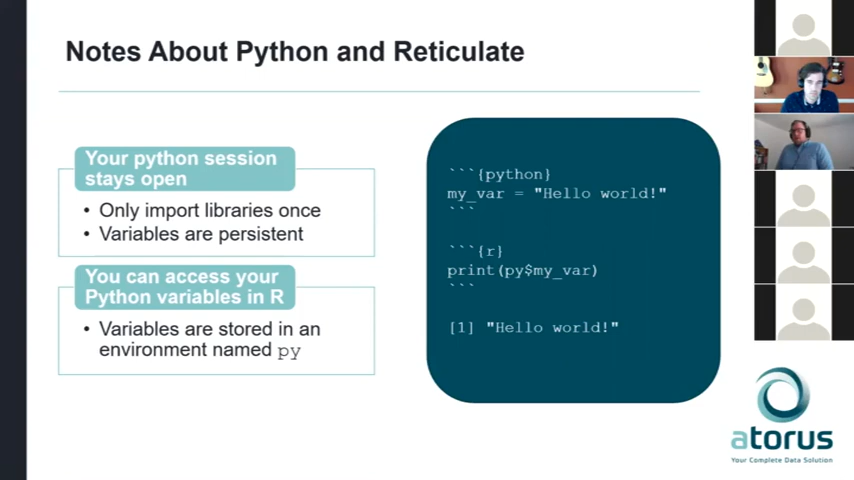 Notes About Python and Reticulate
Your python session
stays open
• Only import libraries once
• Variables are persistent
You can access your
Python variables in R
• Variables are stored in an
environment named py
```{python}
my_var = "Hello world!"
```
```{r}
print(py$my_var)
```
[1] "Hello world!"
atorus
Your Complete Data Solution